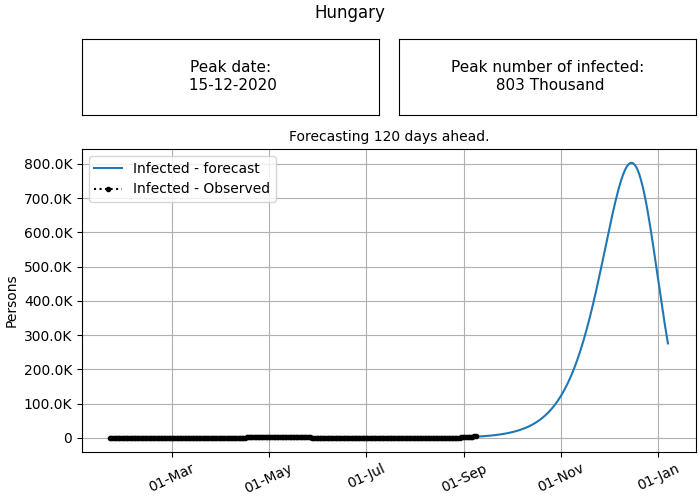 Hungary
Peak date:
15-12-2020
Peak number of infected:
803 Thousand
Forecasting 120 days ahead.
Infected - forecast
Infected - Observed
Persons
800.0K
700.0K
600.0K
500.0K
400.0K
300.0K
200.0K
100.0K
0
01-Mar
01-May
01-Jul
01-Sep
01-Nov
01-Jan